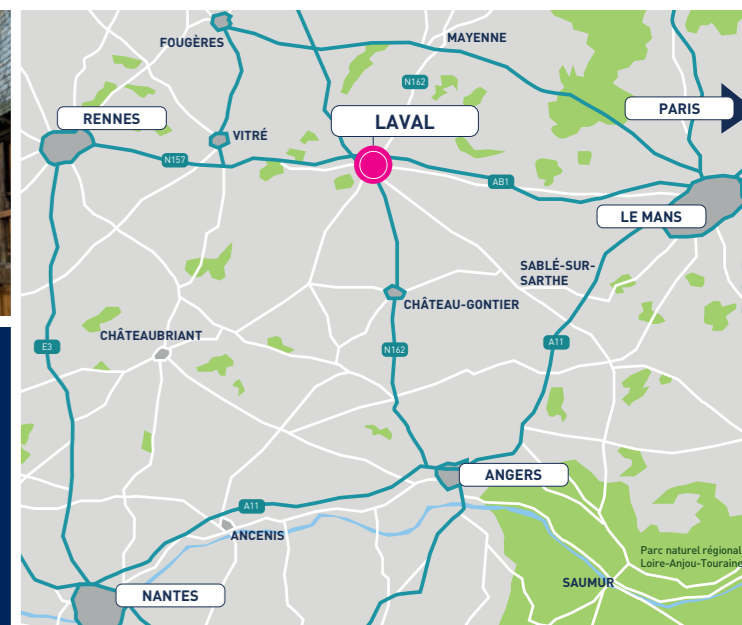 FOUGÈRES
MAYENNE
N162
RENNES
LAVAL
PARIS
VITRÉ
N157
AB1
LE MANS
SABLÉ-SUR-
SARTHE
CHÂTEAU-GONTIER
CHÂTEAUBRIANT
E3
N162
A11
ANGERS
A11
ANCENIS
Parc naturel régional
Loire-Anjou-Touraine
SAUMUR
NANTES